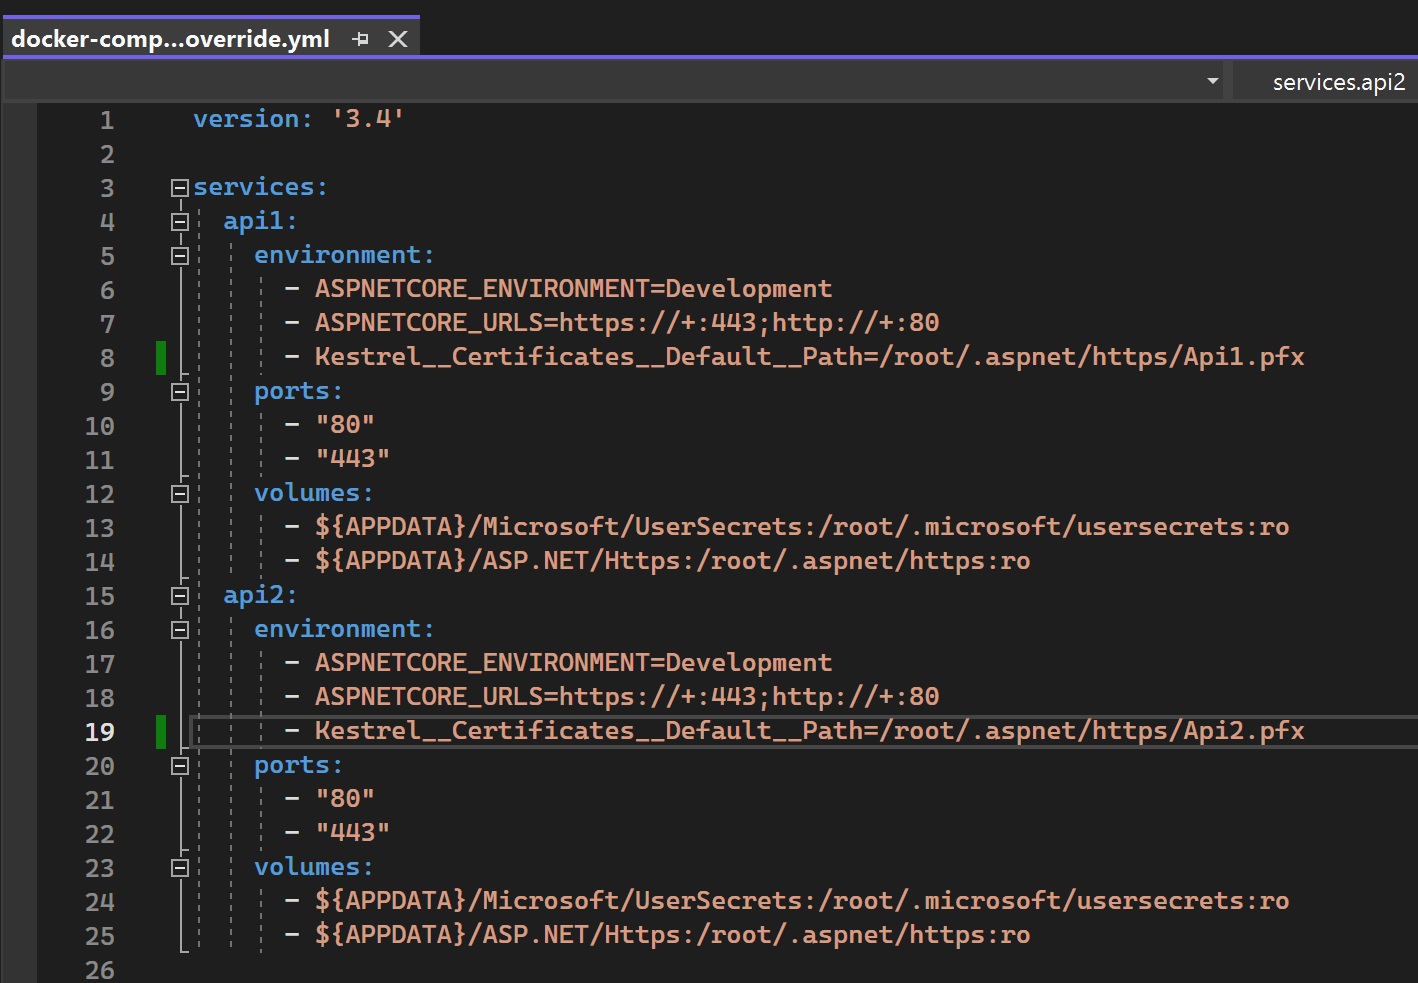 docker-comp...override.yml
services.api2
1 version: '3.4'
2
3 services:
4 api1:
5 environment:
6 - ASPNETCORE_ENVIRONMENT=Development
7 - ASPNETCORE_URLS=https://+:443;http://+:80
8 - Kestrel__Certificates__Default__Path=/root/.aspnet/https/Api1.pfx
9 ports:
10 - "80"
11 - "443"
12 volumes:
13 - ${APPDATA}/Microsoft/UserSecrets:/root/.microsoft/usersecrets:ro
14 - ${APPDATA}/ASP.NET/Https:/root/.aspnet/https:ro
15 api2:
16 environment:
17 - ASPNETCORE_ENVIRONMENT=Development
18 - ASPNETCORE_URLS=https://+:443;http://+:80
19 - Kestrel__Certificates__Default__Path=/root/.aspnet/https/Api2.pfx
20 ports:
21 - "80"
22 - "443"
23 volumes:
24 - ${APPDATA}/Microsoft/UserSecrets:/root/.microsoft/usersecrets:ro
25 - ${APPDATA}/ASP.NET/Https:/root/.aspnet/https:ro
26